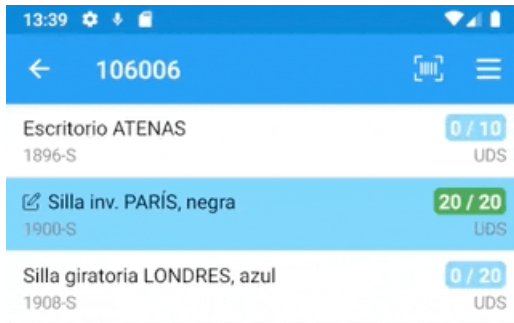 13:39
106006
Escritorio ATENAS
0 / 10
1896-S
UDS
Silla inv. PARÍS, negra
20 / 20
1900-S
UDS
Silla giratoria LONDRES, azul
0 / 20
1908-S
UDS